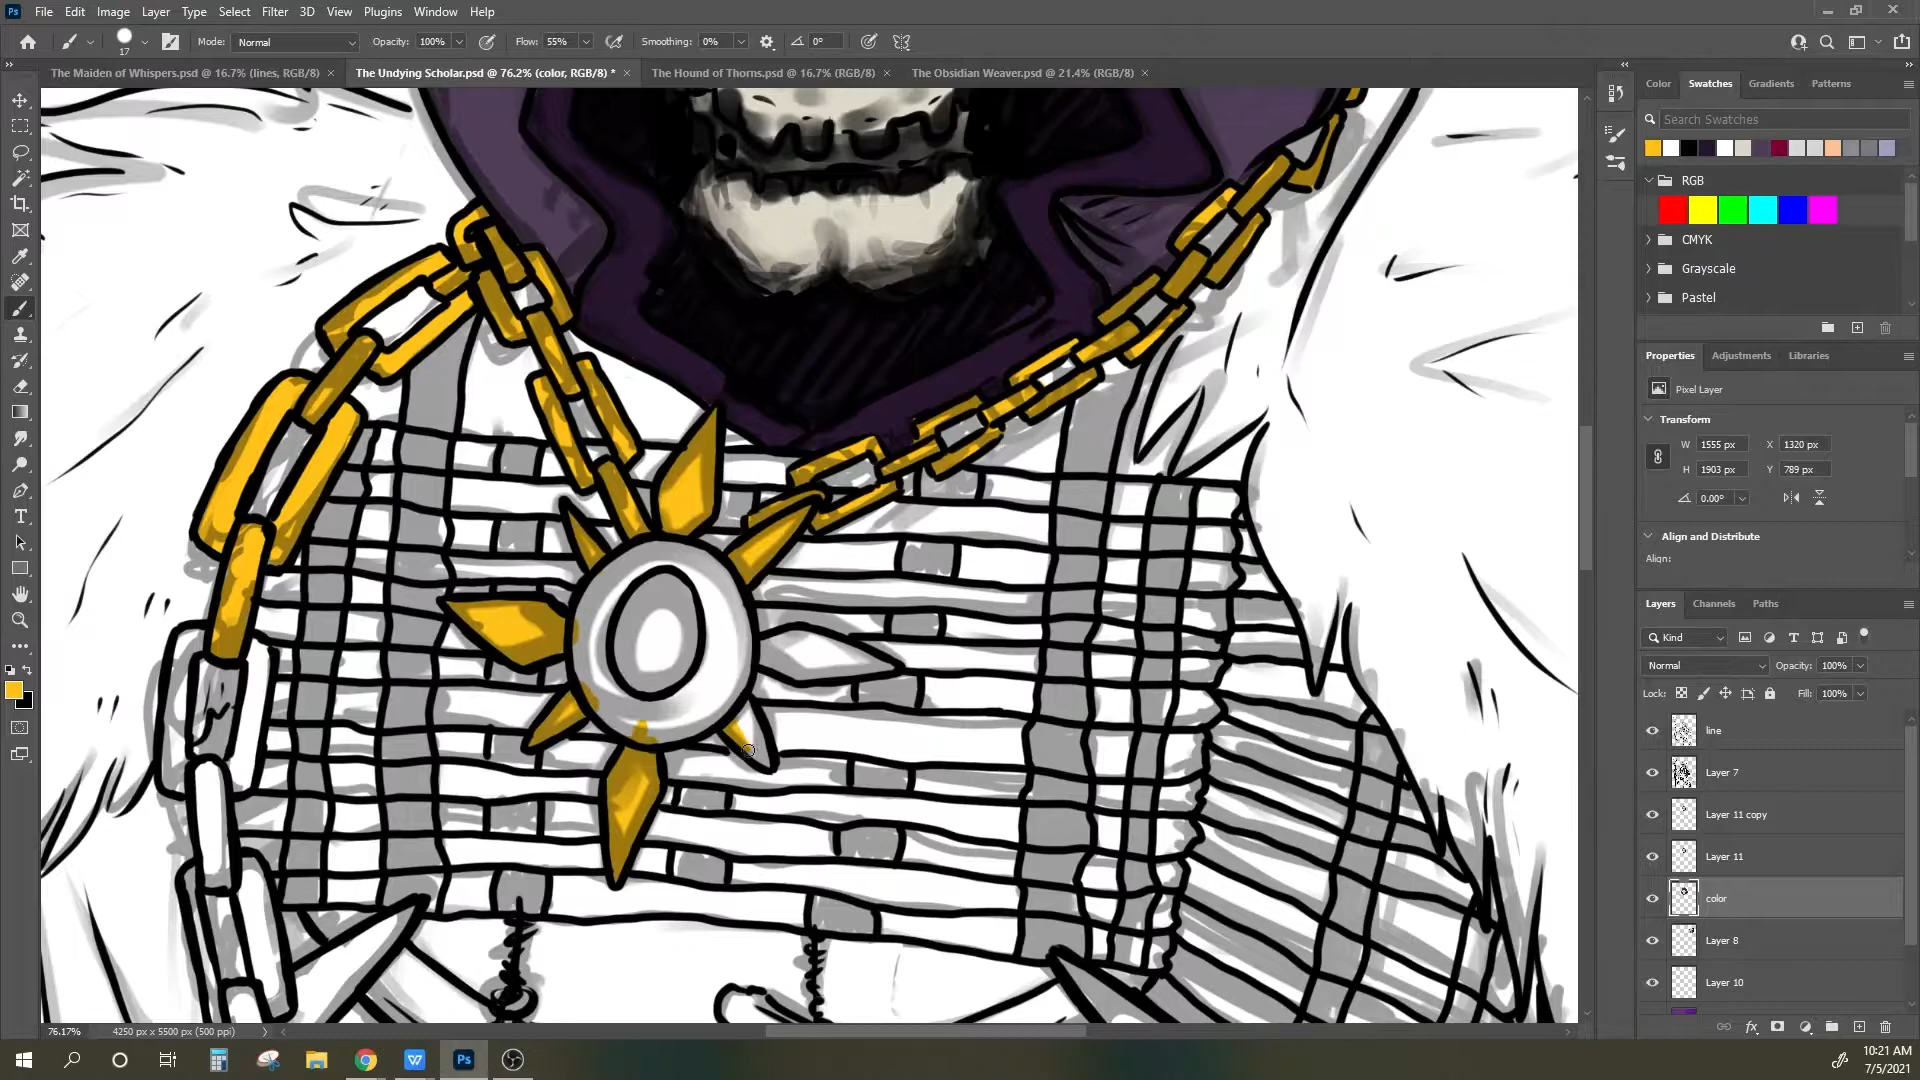 Ps File Edit Image Layer Type Select Filter 3D View Plugins Window Help
17 Mode: Normal Opacity: 100% Flow: 55% Smoothing: 0% 0°
The Maiden of Whispers.psd @ 16.7% (lines, RGB/8) × The Undying Scholar.psd @ 76.2% (color, RGB/8) * × The Hound of Thorns.psd @ 16.7% (RGB/8) × The Obsidian Weaver.psd @ 21.4% (RGB/8) ×
Color Swatches Gradients Patterns
Search Swatches
RGB
CMYK
Grayscale
Pastel
Properties Adjustments Libraries
Pixel Layer
Transform
W 1555 px X 1320 px
H 1903 px Y 789 px
0.00°
Align and Distribute
Align:
Layers Channels Paths
Kind
Normal Opacity: 100%
Lock: Fill: 100%
line
Layer 7
Layer 11 copy
Layer 11
color
Layer 8
Layer 10
fx
76.17% 4250 px x 5500 px (500 ppi)
Ps
10:21 AM
7/5/2021